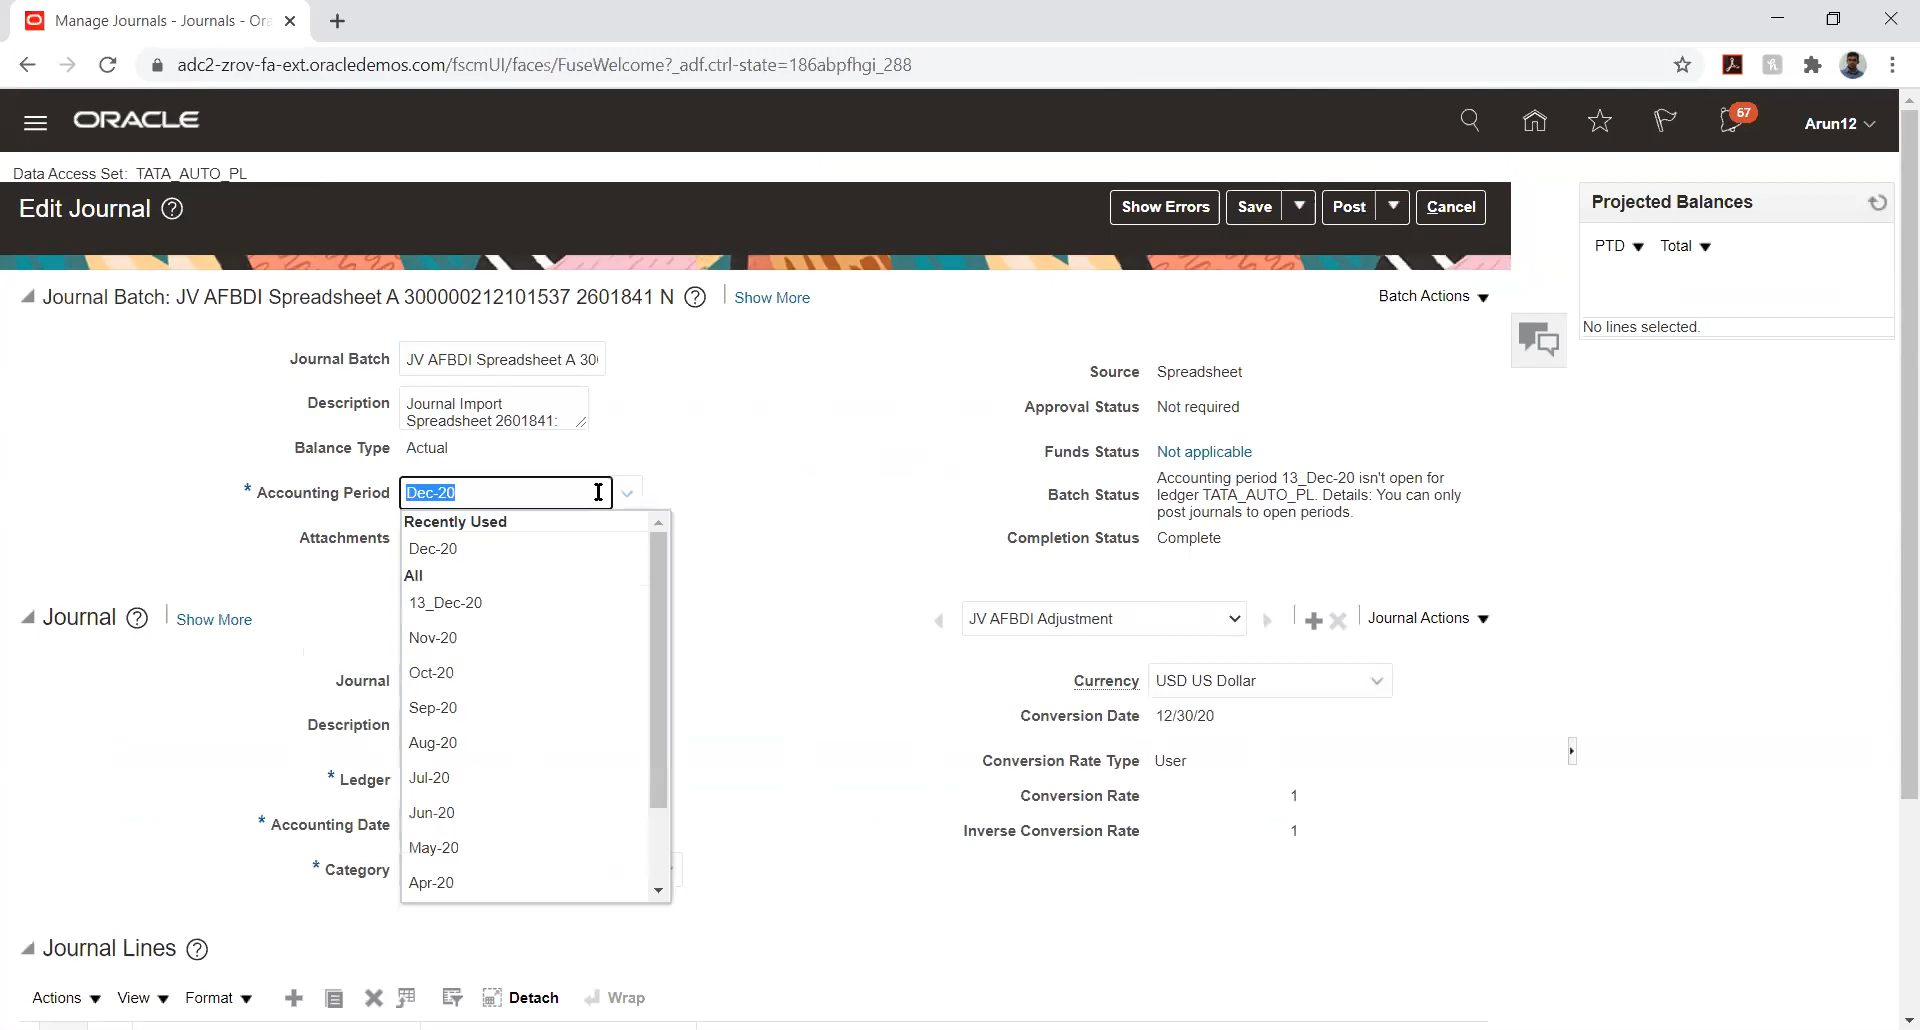 Manage Journals - Journals - Ora
adc2-zrov-fa-ext.oracledemos.com/fscmUI/faces/FuseWelcome?_adf.ctrl-state=186abpfhgi_288
ORACLE
67
Arun12
Data Access Set: TATA_AUTO_PL
Edit Journal
Show Errors
Save
Post
Cancel
Projected Balances
PTD
Total
No lines selected.
Journal Batch: JV AFBDI Spreadsheet A 300000212101537 2601841 N
Show More
Batch Actions
Journal Batch JV AFBDI Spreadsheet A 30
Description Journal Import
Spreadsheet 2601841:
Balance Type Actual
* Accounting Period Dec-20
Attachments
Recently Used
Dec-20
All
13_Dec-20
Nov-20
Oct-20
Sep-20
Aug-20
Jul-20
Jun-20
May-20
Apr-20
Source Spreadsheet
Approval Status Not required
Funds Status Not applicable
Batch Status Accounting period 13_Dec-20 isn't open for
ledger TATA_AUTO_PL. Details: You can only
post journals to open periods.
Completion Status Complete
Journal
Show More
JV AFBDI Adjustment
Journal Actions
Journal
Description
* Ledger
* Accounting Date
* Category
Currency USD US Dollar
Conversion Date 12/30/20
Conversion Rate Type User
Conversion Rate 1
Inverse Conversion Rate 1
Journal Lines
Actions
View
Format
Detach
Wrap